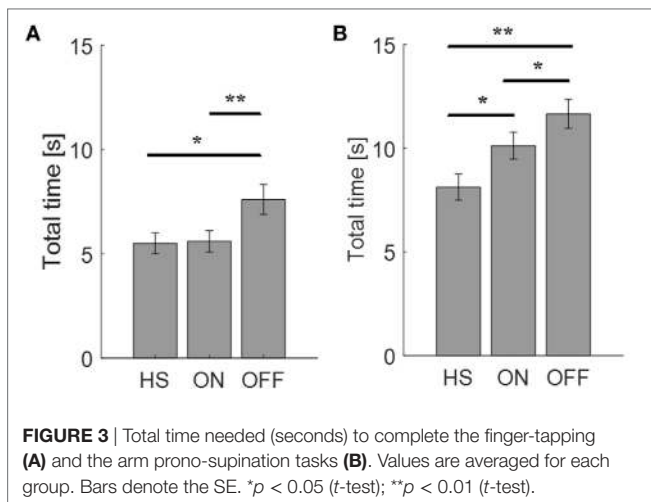 A
15
10
5
0
Total time [s]
**
*
HS ON OFF
B
15
10
5
0
Total time [s]
**
*
*
HS ON OFF
FIGURE 3 | Total time needed (seconds) to complete the finger-tapping
(A) and the arm prono-supination tasks (B). Values are averaged for each
group. Bars denote the SE. *p < 0.05 (t-test); **p < 0.01 (t-test).